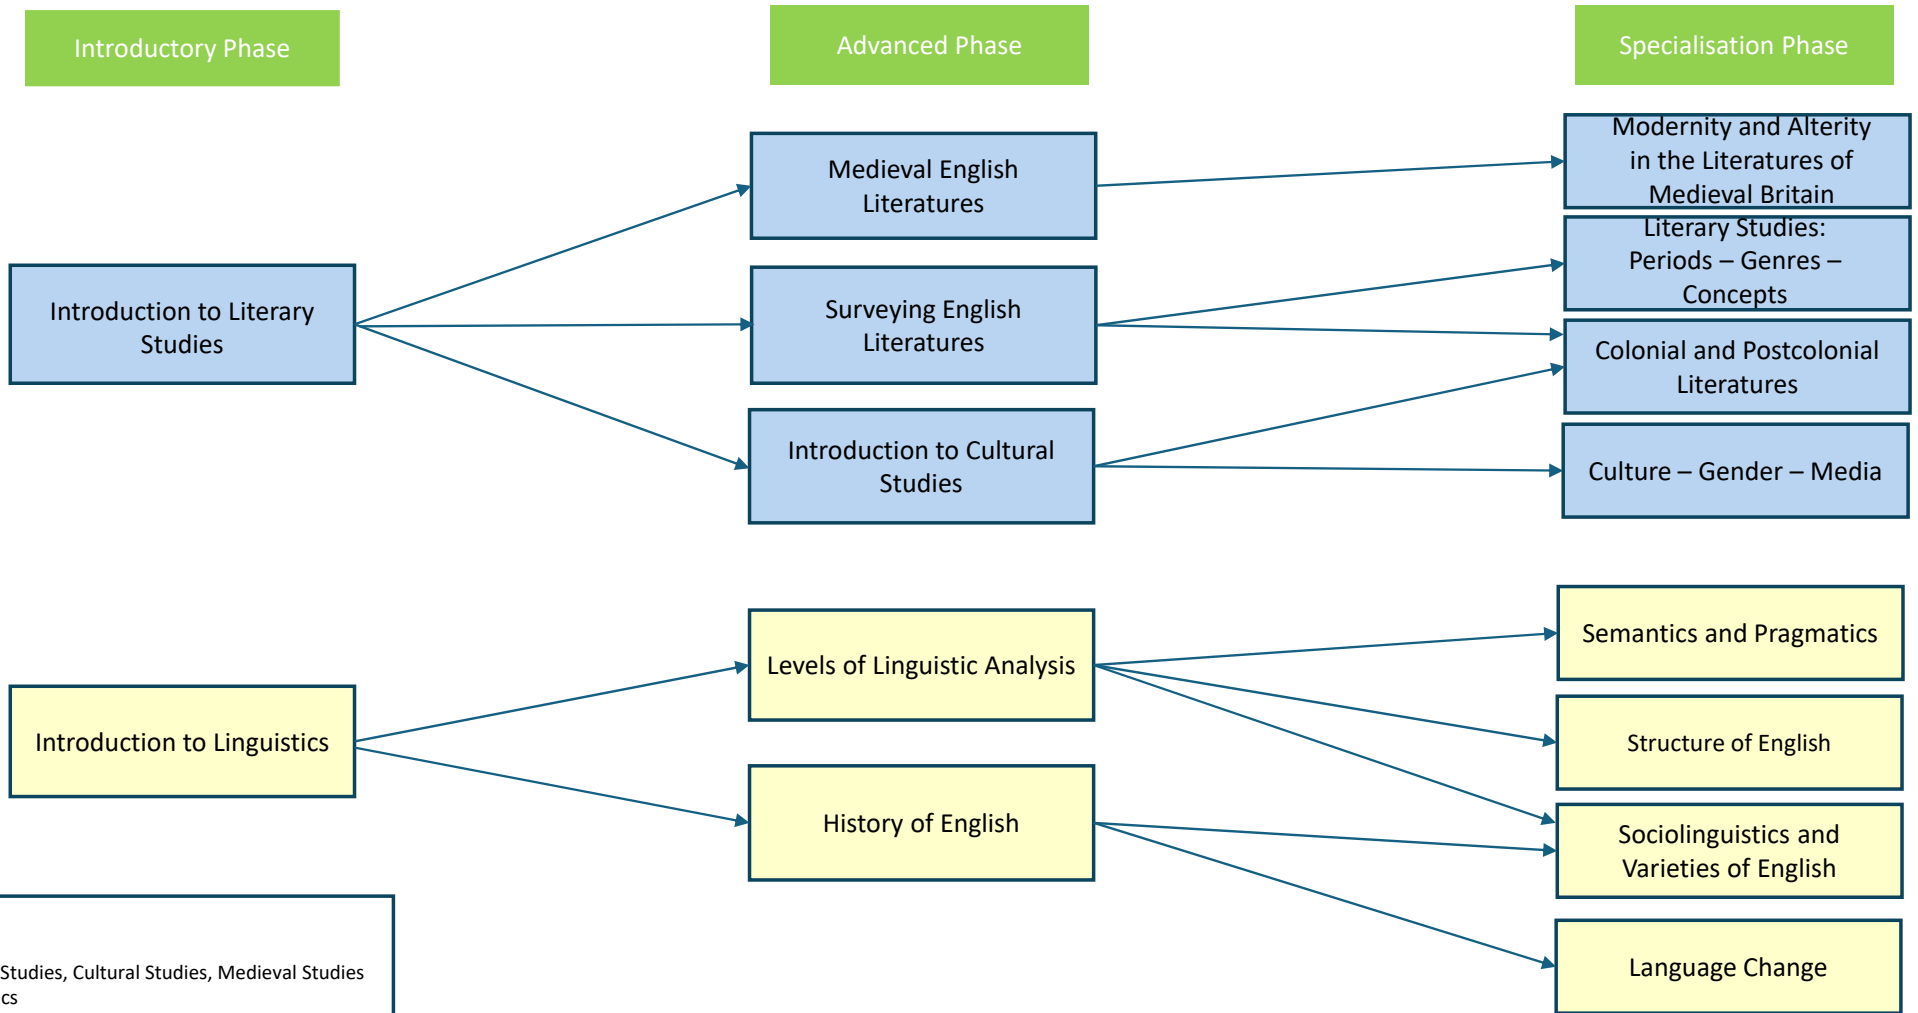 Introductory Phase
Advanced Phase
Specialisation Phase
Introduction to Literary
Studies
Medieval English
Literatures
Surveying English
Literatures
Introduction to Cultural
Studies
Modernity and Alterity
in the Literatures of
Medieval Britain
Literary Studies:
Periods – Genres –
Concepts
Colonial and Postcolonial
Literatures
Culture – Gender – Media
Introduction to Linguistics
Levels of Linguistic Analysis
History of English
Semantics and Pragmatics
Structure of English
Sociolinguistics and
Varieties of English
Language Change
Studies, Cultural Studies, Medieval Studies
cs